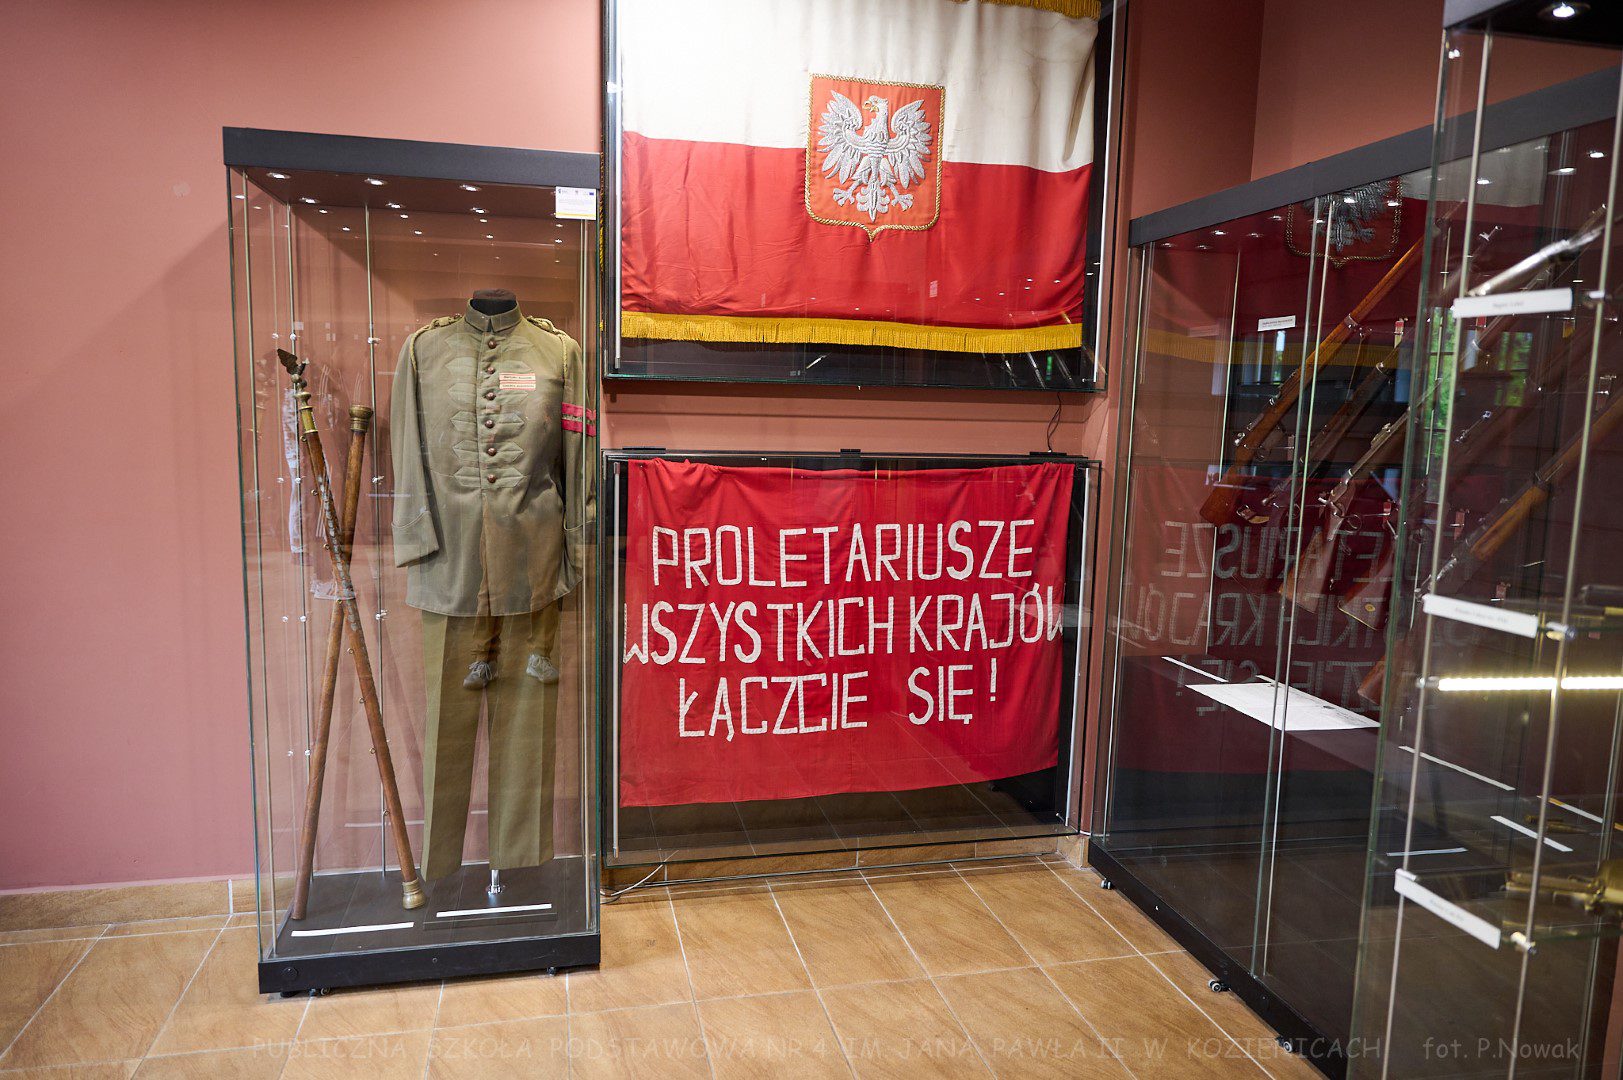 PROLETARIUSZE
WSZYSTKICH KRAJÓW
ŁĄCZCIE SIĘ!
PUBLICZNA SZKOŁA PODSTAWOWA NR 4 IM. JANA PAWŁA II W KOZIENICACH fot. P.Nowak